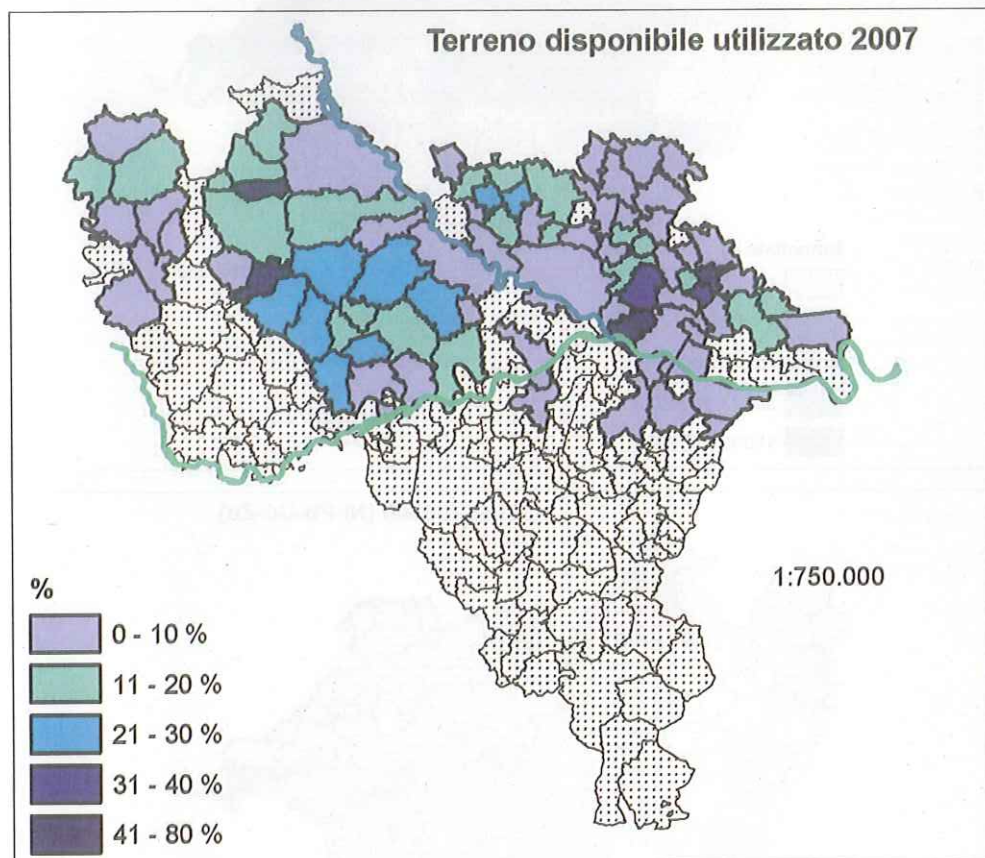 Terreno disponibile utilizzato 2007
1:750.000
%
0 - 10 %
11 - 20 %
21 - 30 %
31 - 40 %
41 - 80 %